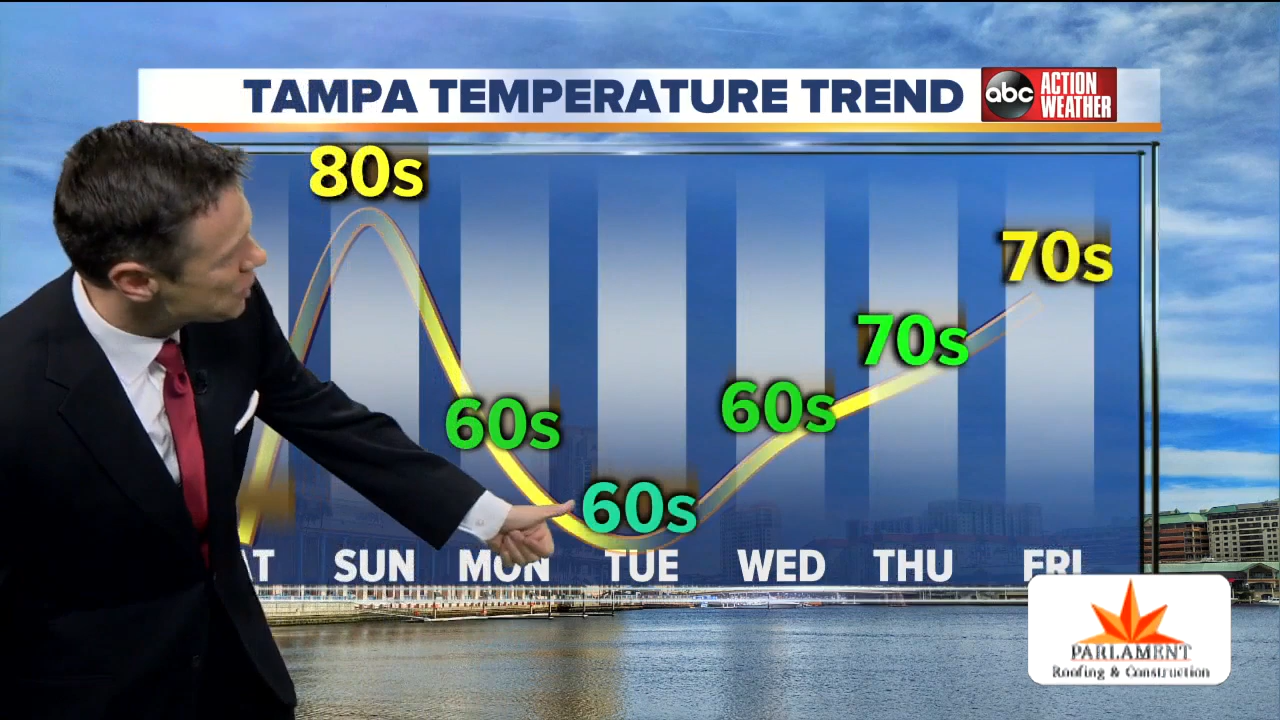 TAMPA TEMPERATURE TREND
abc ACTION
WEATHER
80s
70s
70s
60s
60s
60s
AT SUN MON TUE WED THU FRI
PARLAMENT
Roofing & Construction